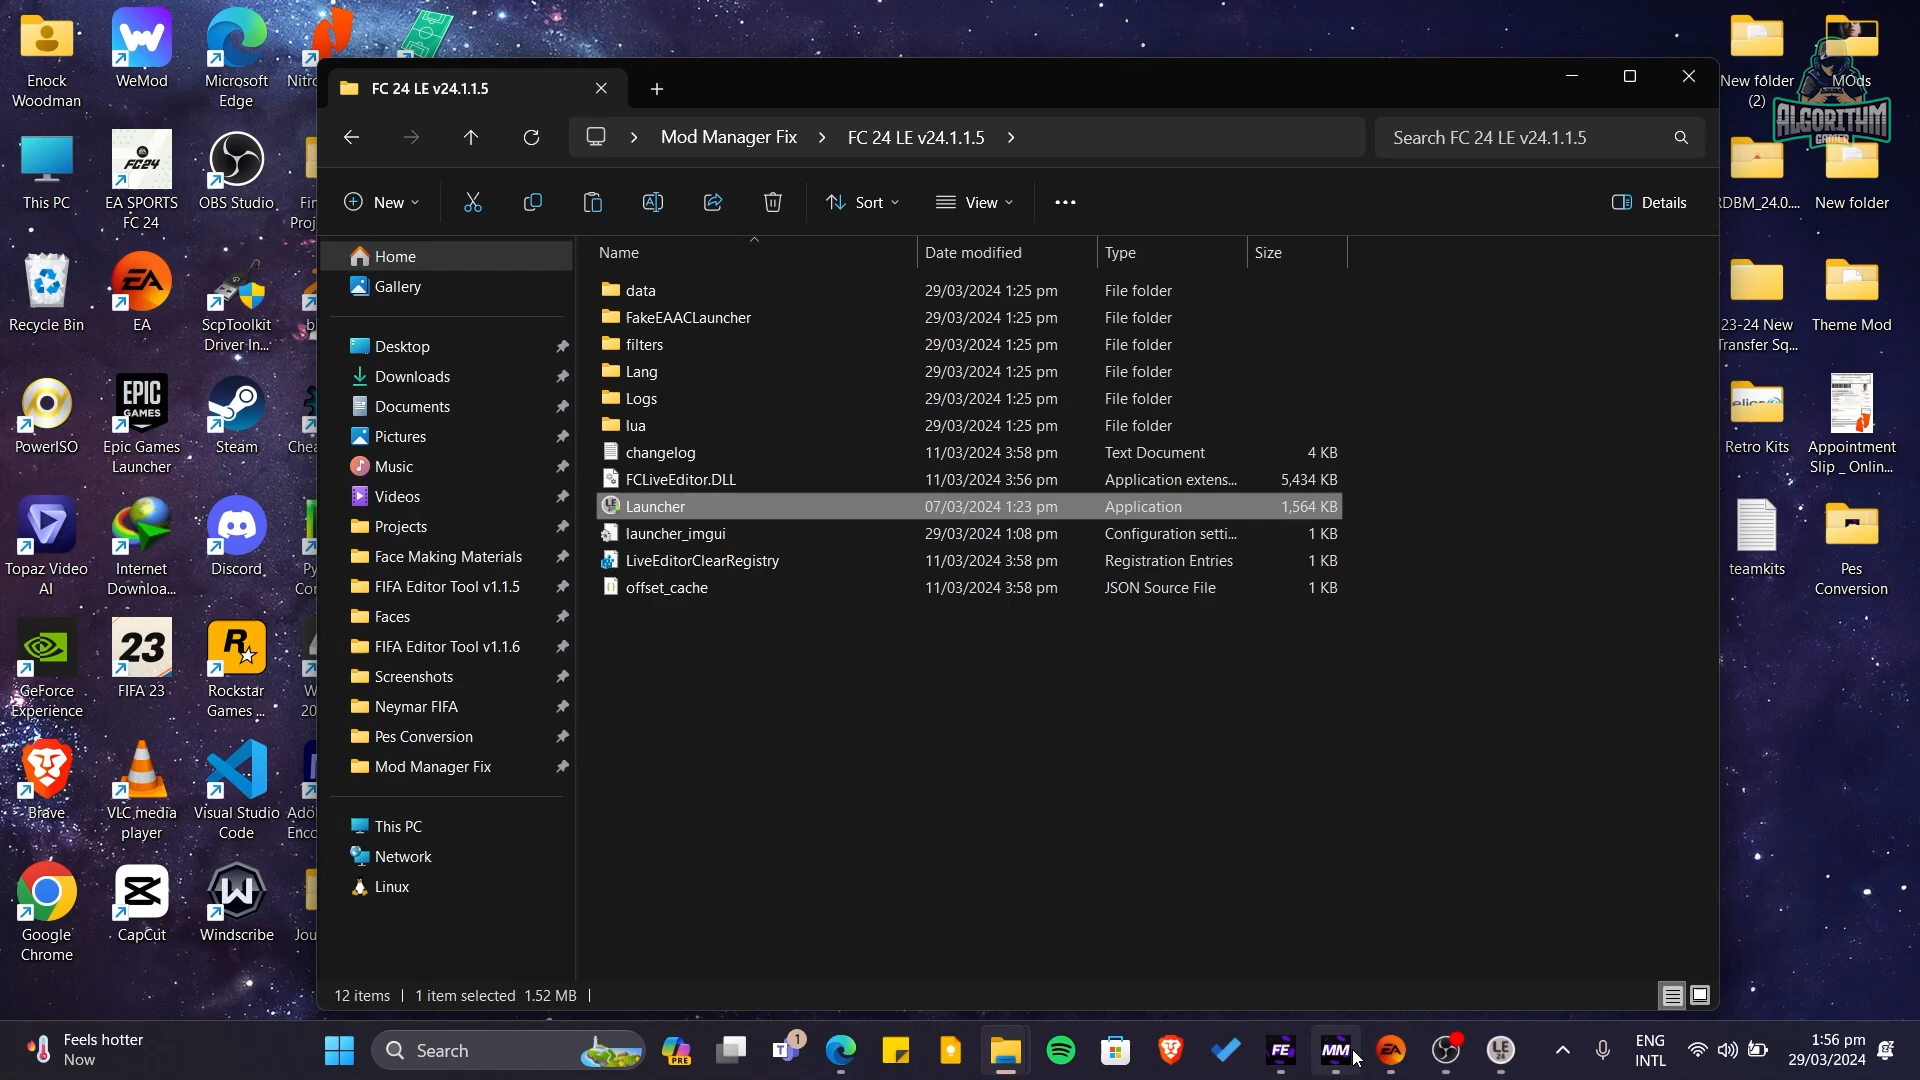 Enock
Woodman
WeMod
Microsoft
Edge
Nitro
This PC
EA SPORTS
FC 24
OBS Studio
Recycle Bin
EA
ScpToolkit
Driver In...
PowerISO
Epic Games
Launcher
Steam
Topaz Video
AI
Internet
Downloa...
Discord
GeForce
Experience
FIFA 23
Rockstar
Games ...
Brave
VLC media
player
Visual Studio
Code
Google
Chrome
CapCut
Windscribe
FC 24 LE v24.1.1.5
Mod Manager Fix
FC 24 LE v24.1.1.5
Search FC 24 LE v24.1.1.5
New
Sort
View
Details
Home
Gallery
Desktop
Downloads
Documents
Pictures
Music
Videos
Projects
Face Making Materials
FIFA Editor Tool v1.1.5
Faces
FIFA Editor Tool v1.1.6
Screenshots
Neymar FIFA
Pes Conversion
Mod Manager Fix
This PC
Network
Linux
Name Date modified Type Size
data 29/03/2024 1:25 pm File folder
FakeEAACLauncher 29/03/2024 1:25 pm File folder
filters 29/03/2024 1:25 pm File folder
Lang 29/03/2024 1:25 pm File folder
Logs 29/03/2024 1:25 pm File folder
lua 29/03/2024 1:25 pm File folder
changelog 11/03/2024 3:58 pm Text Document 4 KB
FCLiveEditor.DLL 11/03/2024 3:56 pm Application extens... 5,434 KB
Launcher 07/03/2024 1:23 pm Application 1,564 KB
launcher_imgui 29/03/2024 1:08 pm Configuration setti... 1 KB
LiveEditorClearRegistry 11/03/2024 3:58 pm Registration Entries 1 KB
offset_cache 11/03/2024 3:58 pm JSON Source File 1 KB
12 items 1 item selected 1.52 MB
New folder
(2)
MOds
ALGORITHM
GAMER
RDBM_24.0....
New folder
23-24 New
Transfer Sq...
Theme Mod
Retro Kits
Appointment
Slip _ Onlin...
teamkits
Pes
Conversion
Feels hotter
Now
Search
PRE
1
FE
MM
EA
LE
24
ENG
INTL
1:56 pm
29/03/2024